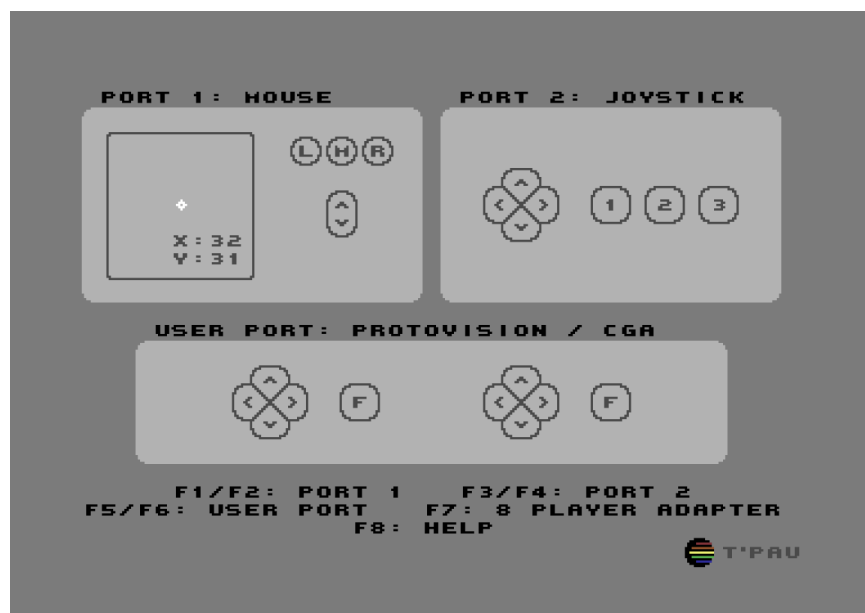 PORT 1: MOUSE
PORT 2: JOYSTICK
L M R
X:32
Y:31
1 2 3
USER PORT: PROTOVISION / CGA
F
F
F1/F2: PORT 1 F3/F4: PORT 2
F5/F6: USER PORT F7: 8 PLAYER ADAPTER
F8: HELP
T'PAU